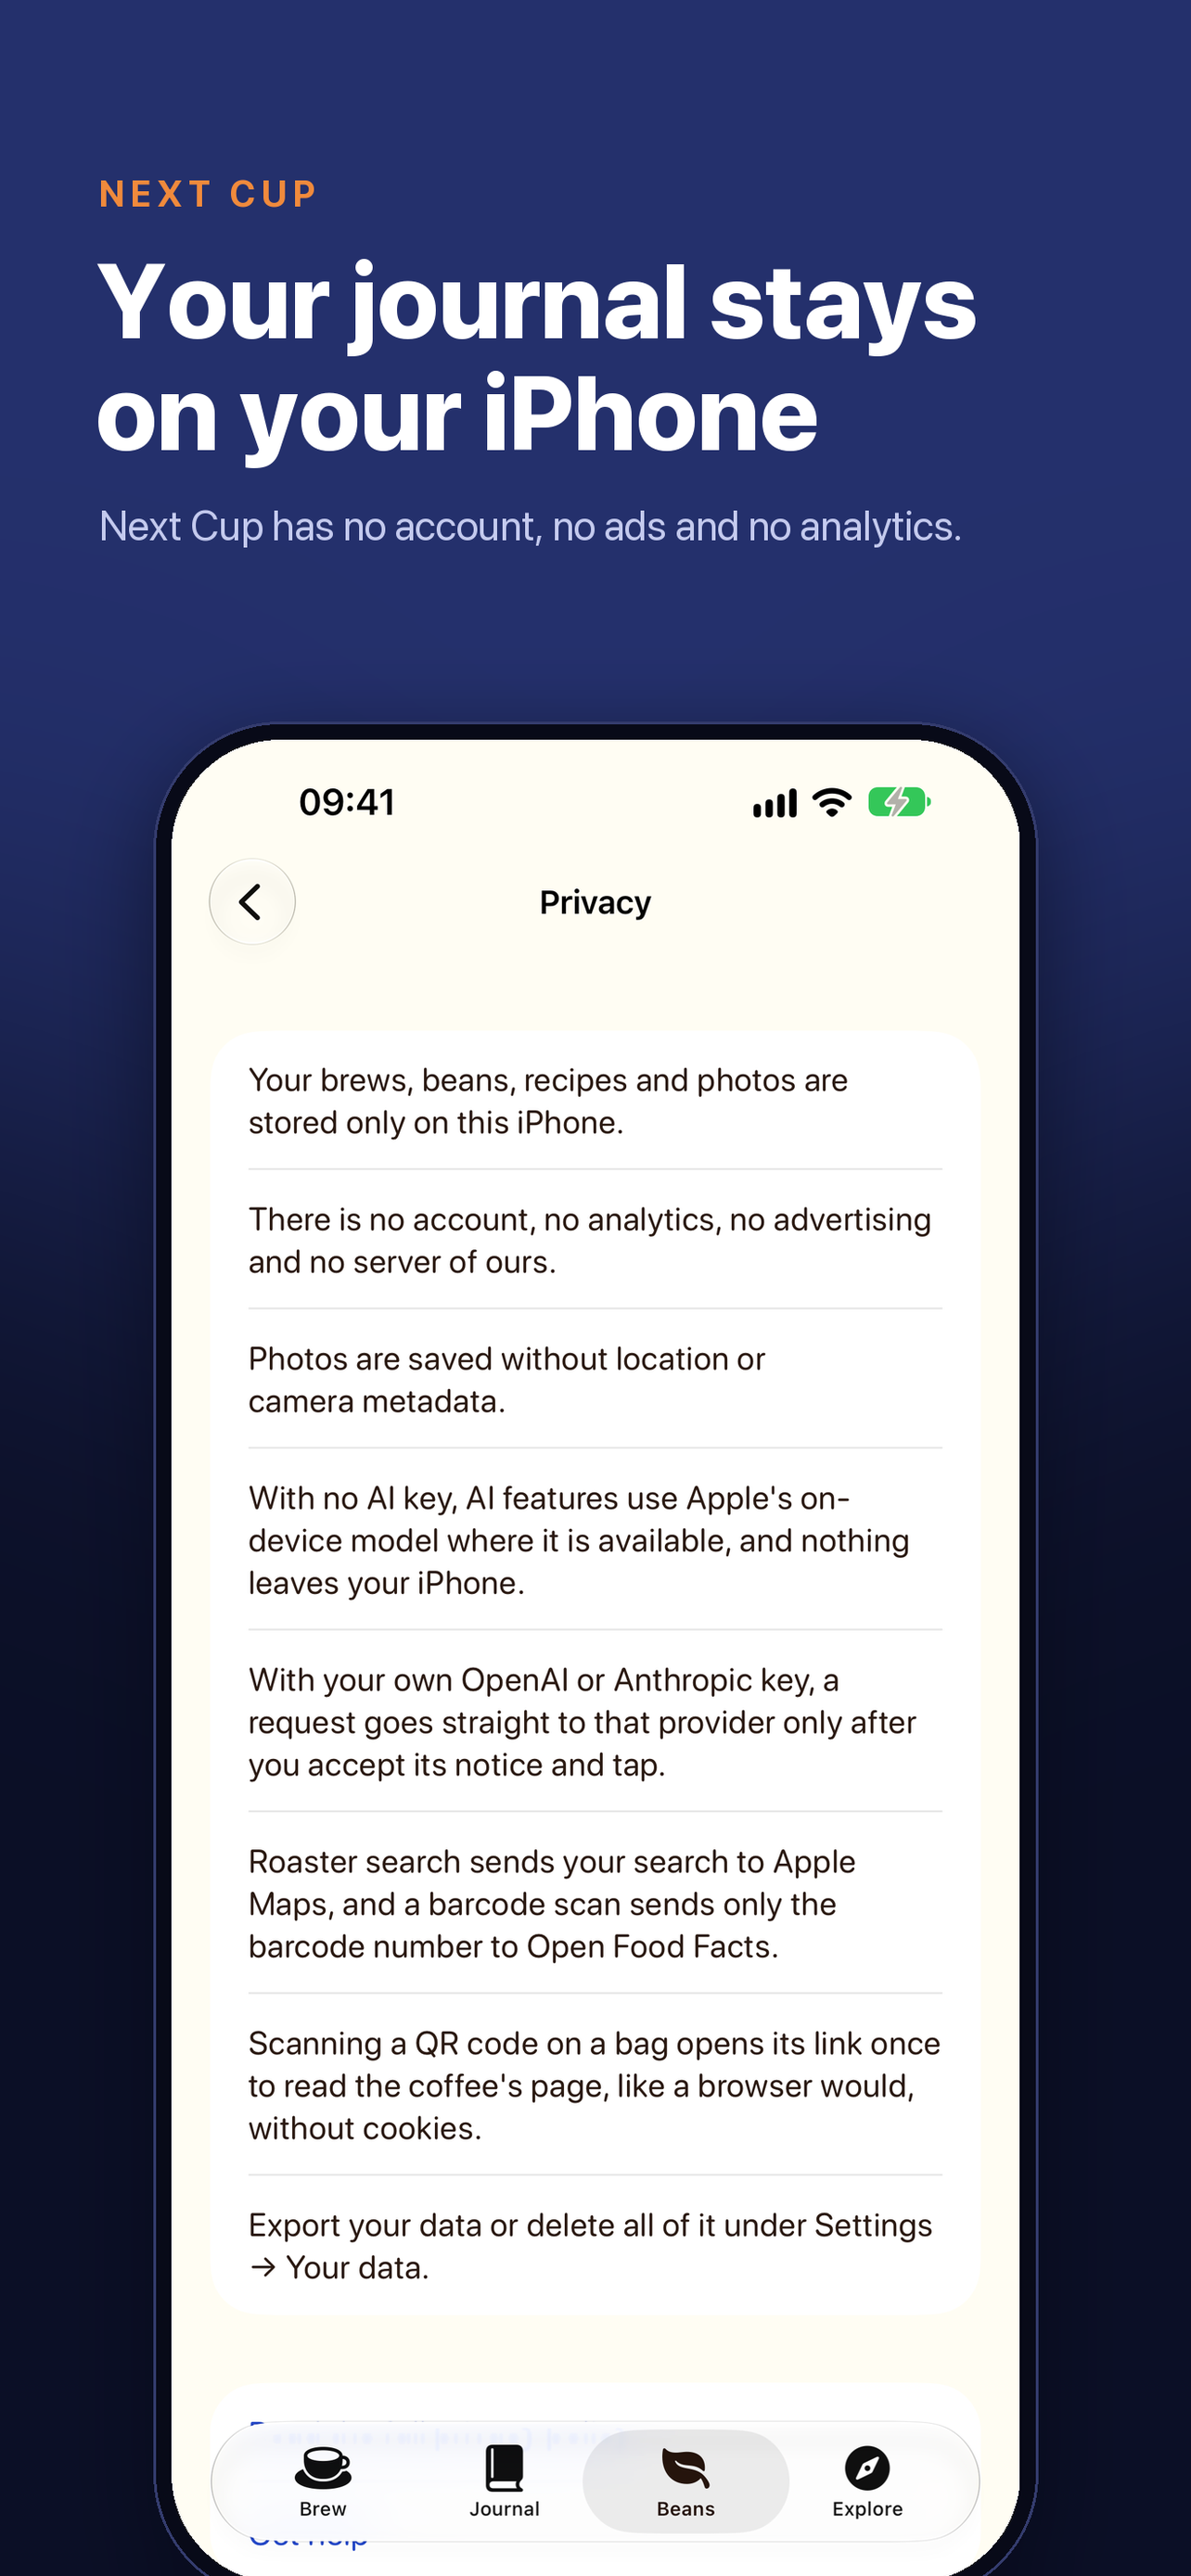 NEXT CUP
Your journal stays
on your iPhone
Next Cup has no account, no ads and no analytics.
09:41
Privacy
Your brews, beans, recipes and photos are
stored only on this iPhone.
There is no account, no analytics, no advertising
and no server of ours.
Photos are saved without location or
camera metadata.
With no AI key, AI features use Apple's on-
device model where it is available, and nothing
leaves your iPhone.
With your own OpenAI or Anthropic key, a
request goes straight to that provider only after
you accept its notice and tap.
Roaster search sends your search to Apple
Maps, and a barcode scan sends only the
barcode number to Open Food Facts.
Scanning a QR code on a bag opens its link once
to read the coffee's page, like a browser would,
without cookies.
Export your data or delete all of it under Settings
→ Your data.
Brew
Journal
Beans
Explore
Get help